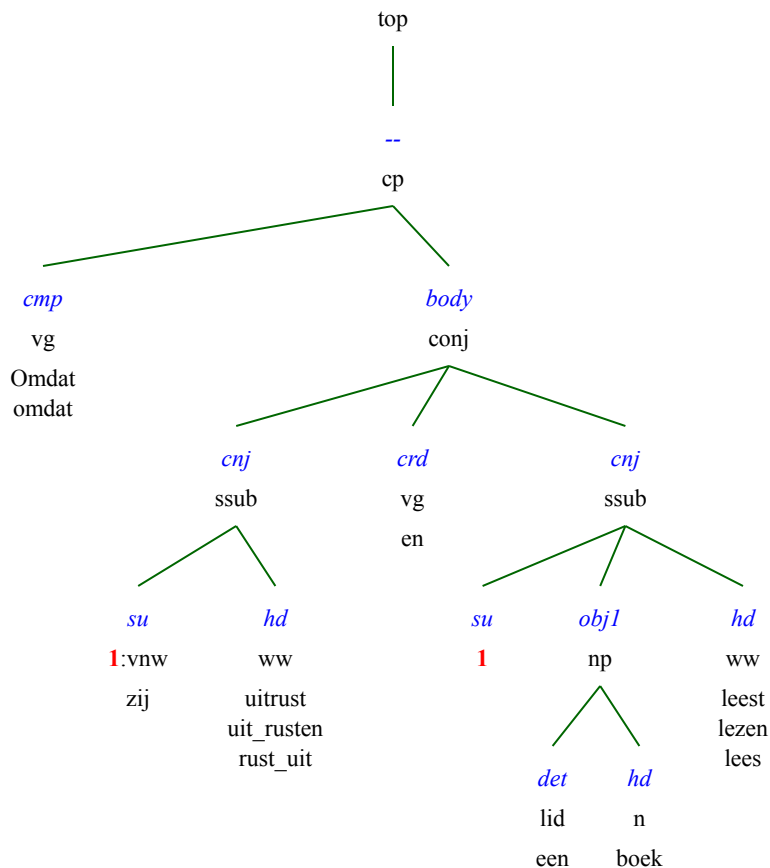 top
--
cp
cmp body
vg conj
Omdat
omdat
cnj crd cnj
ssub vg ssub
en
su hd su obj1 hd
1:vnw ww 1 np ww
zij uitrust leest
uit_rusten lezen
rust_uit lees
det hd
lid n
een boek